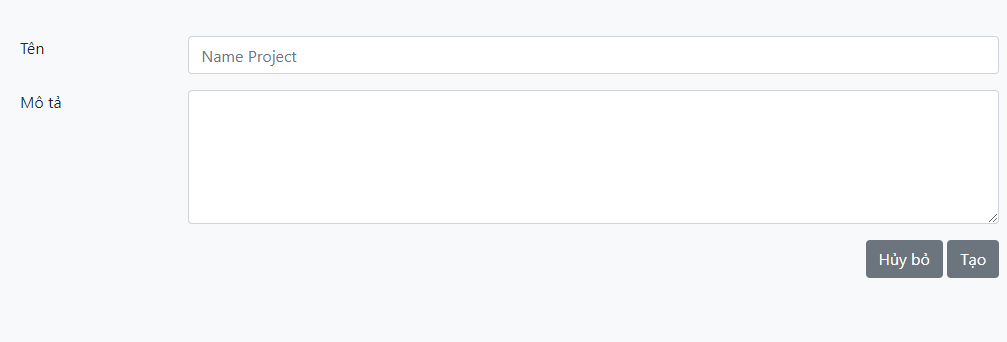 Tên
Name Project
Mô tả
Hủy bỏ
Tạo